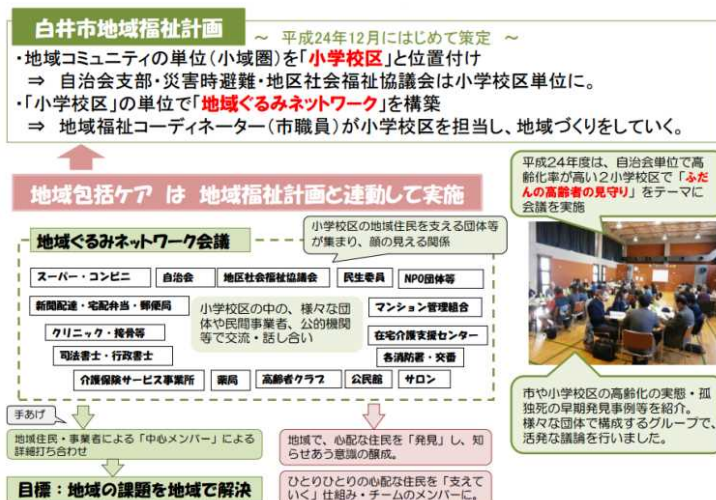 白井市地域福祉計画
～ 平成24年12月にはじめて策定 ～
・地域コミュニティの単位（小域圏）を「小学校区」と位置付け
⇒ 自治会支部・災害時避難・地区社会福祉協議会は小学校区単位に。
・「小学校区」の単位で「地域ぐるみネットワーク」を構築
⇒ 地域福祉コーディネーター（市職員）が小学校区を担当し、地域づくりをしていく。
地域包括ケア は 地域福祉計画と連動して実施
平成24年度は、自治会単位で高
齢化率が高い2小学校区で「ふだ
んの高齢者の見守り」をテーマに
会議を実施
地域ぐるみネットワーク会議
小学校区の地域住民を支える団体等
が集まり、顔の見える関係
スーパー・コンビニ
自治会
地区社会福祉協議会
民生委員
NPO団体等
新聞配達・宅配弁当・郵便局
小学校区の中の、様々な団
体や民間事業者、公的機関
等で交流・話し合い
マンション管理組合
クリニック・接骨等
在宅介護支援センター
司法書士・行政書士
各消防署・交番
介護保険サービス事業所
薬局
高齢者クラブ
公民館
サロン
市や小学校区の高齢化の実態・孤
独死の早期発見事例等を紹介。
様々な団体で構成するグループで、
活発な議論を行いました。
手あげ
地域住民・事業者による「中心メンバー」による
詳細打ち合わせ
地域で、心配な住民を「発見」し、知
らせあう意識の醸成。
目標：地域の課題を地域で解決
ひとりひとりの心配な住民を「支えて
いく」仕組み・チームのメンバーに。